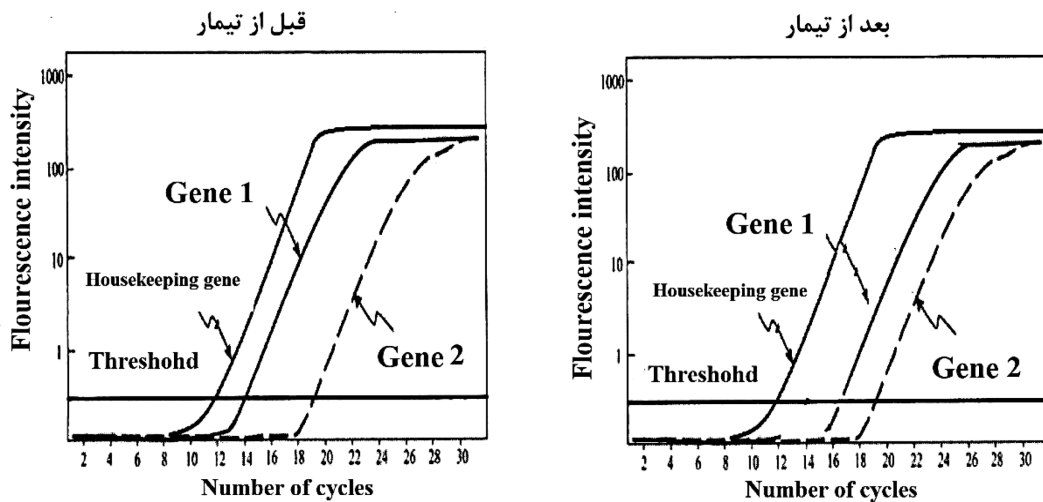 قبل از تیمار
Flourescence intensity
1000
100
10
1
Gene 1
Housekeeping gene
Gene 2
Threshohd
2 4 6 8 10 12 14 16 18 20 22 24 26 28 30
Number of cycles
بعد از تیمار
Flourescence intensity
1000
100
10
1
Gene 1
Housekeeping gene
Gene 2
Threshohd
2 4 6 8 10 12 14 16 18 20 22 24 26 28 30
Number of cycles